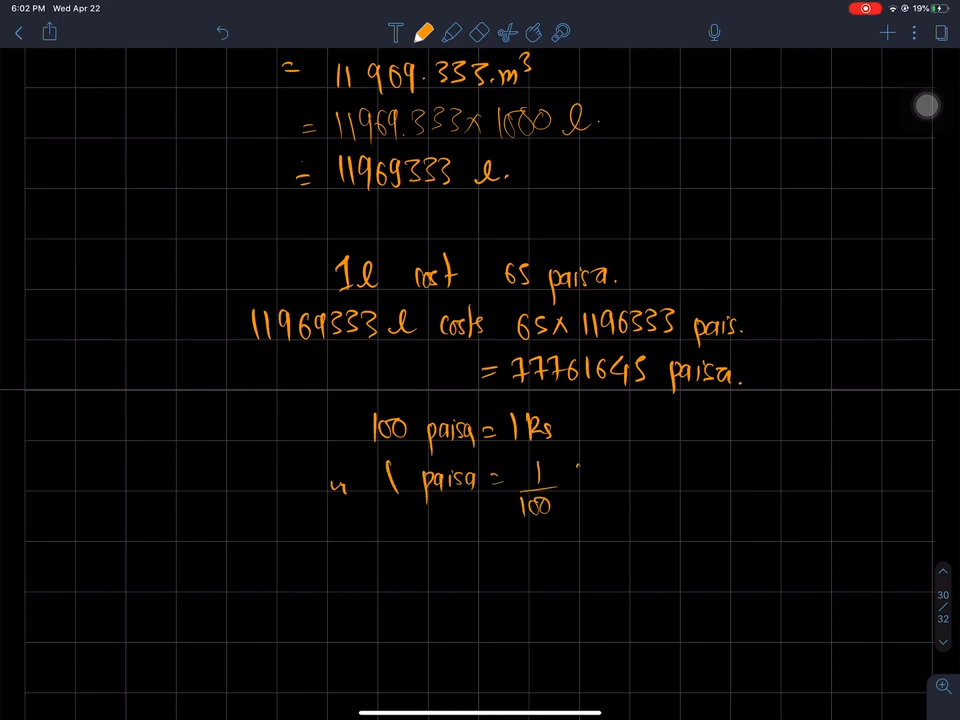 6:02 PM Wed Apr 22
19%
T
= 11969.333.m³
= 11969.333 × 1000 l.
= 11969333 l.
1l cost 65 paisa.
11969333 l costs 65 × 1196333 pais.
= 77761645 paisa.
100 paisa = 1 Rs
1 paisa = 1/100
30
/
32